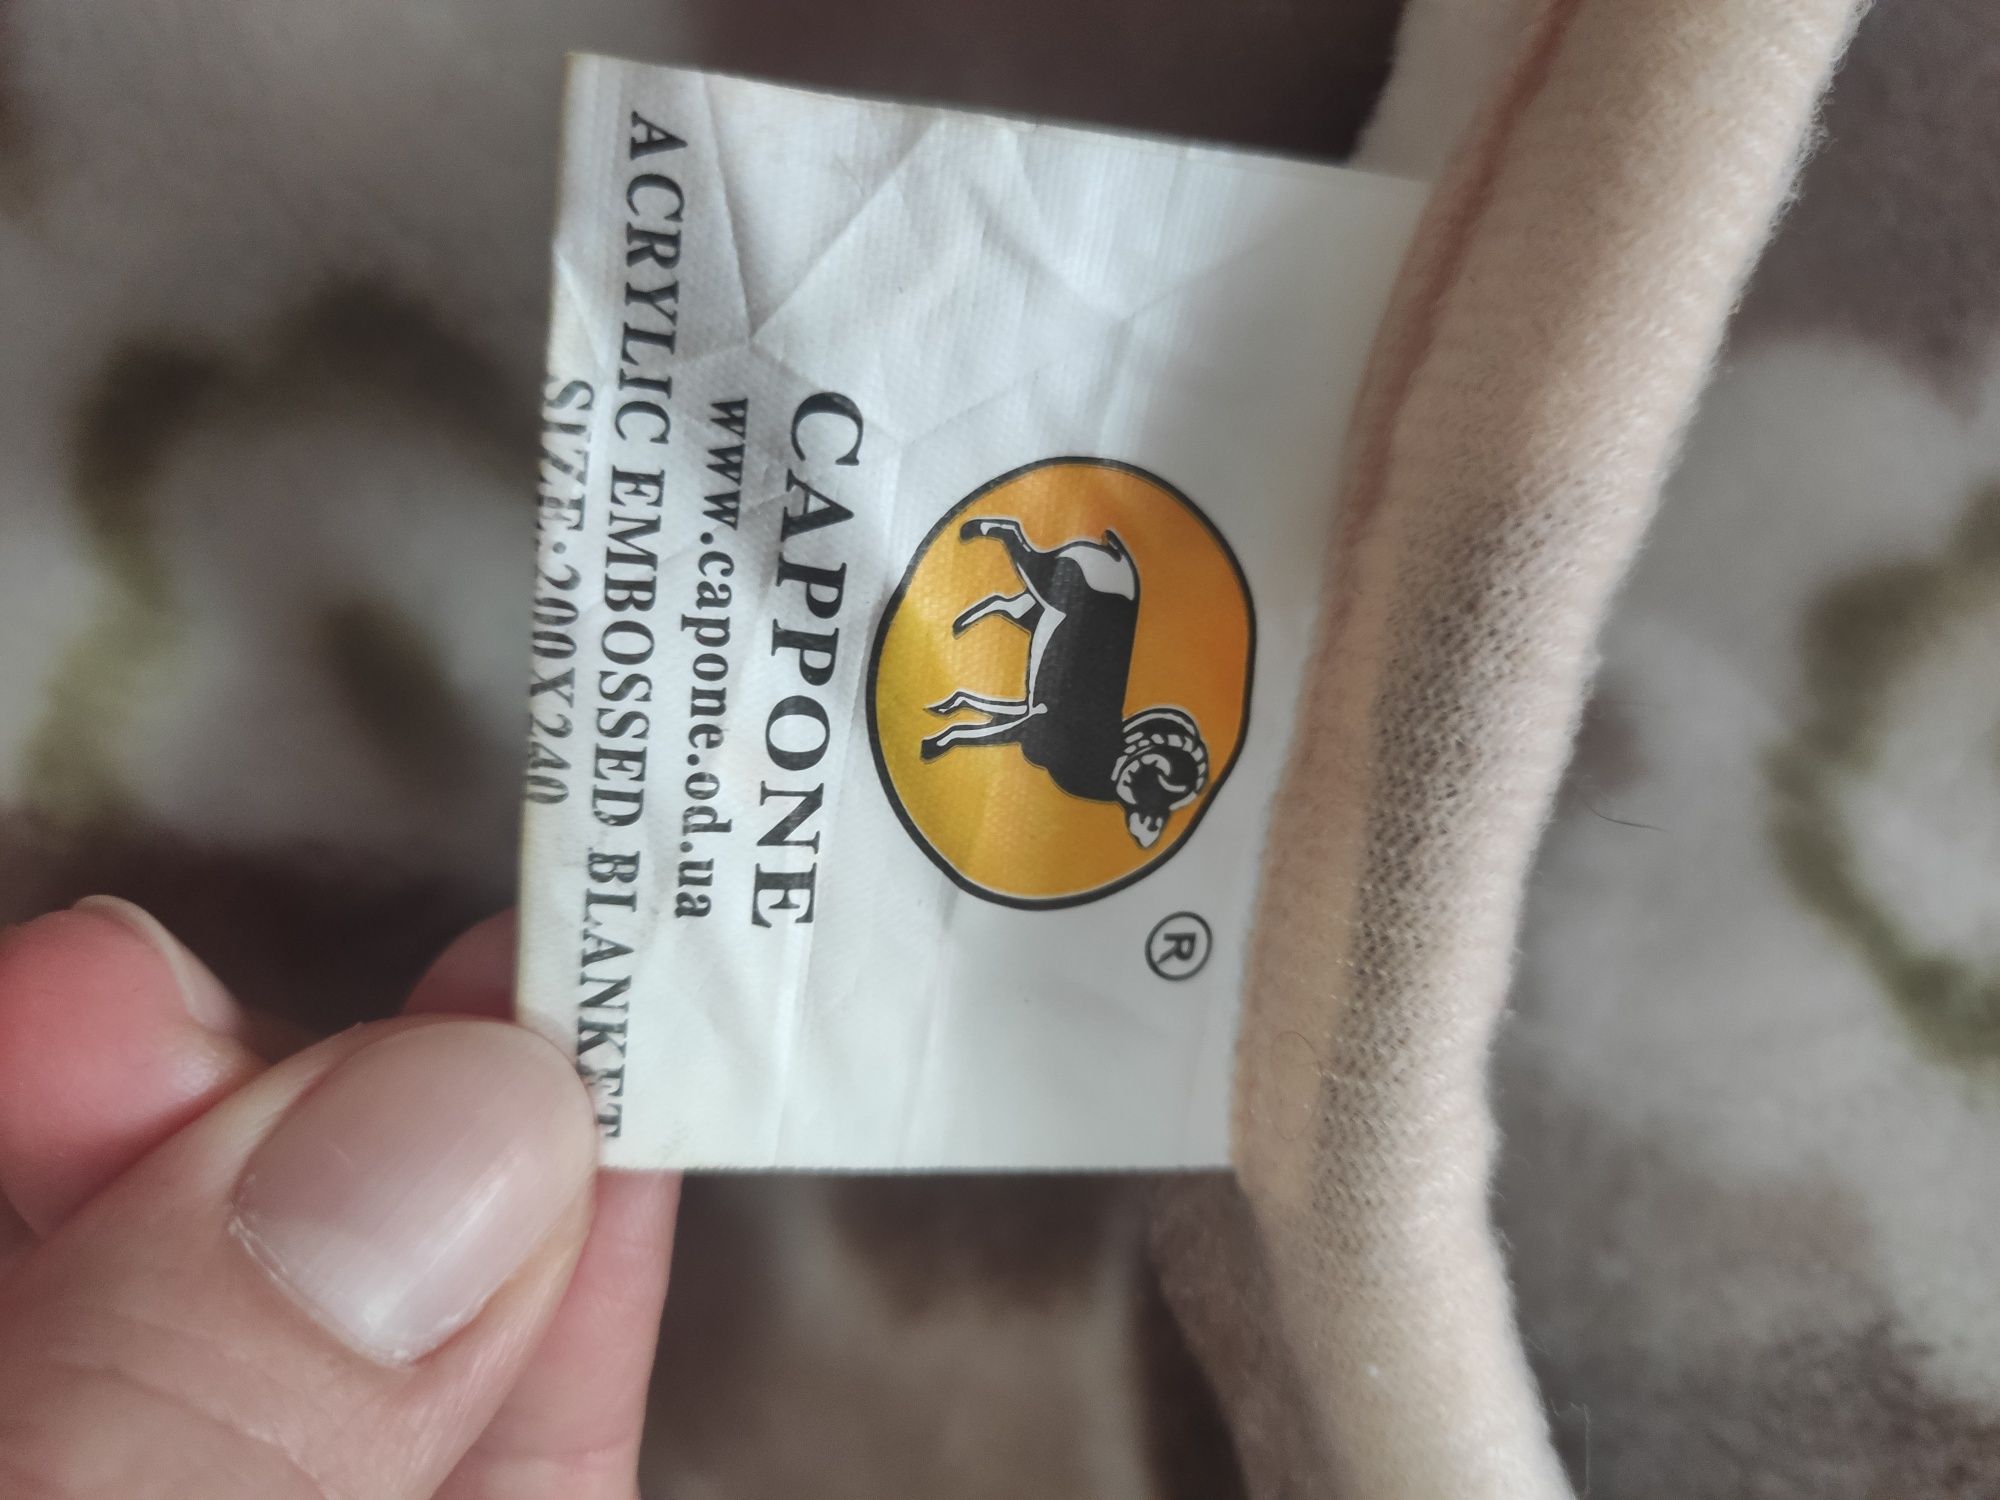 ®
CAPPONE
www.capone.od.ua
ACRYLIC EMBOSSED BLANKET
SIZE:200X240